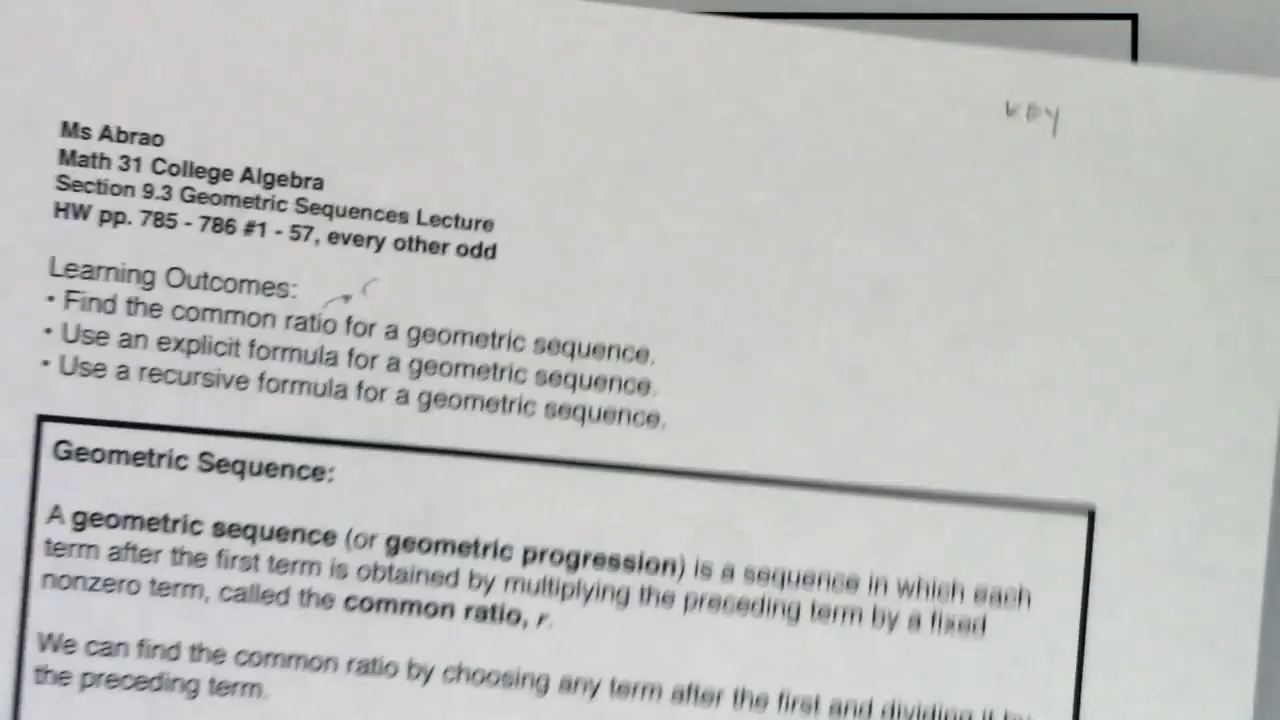 KEY
Ms Abrao
Math 31 College Algebra
Section 9.3 Geometric Sequences Lecture
HW pp. 785 - 786 #1 - 57, every other odd
Learning Outcomes:
• Find the common ratio for a geometric sequence.
• Use an explicit formula for a geometric sequence.
• Use a recursive formula for a geometric sequence.
Geometric Sequence:
A geometric sequence (or geometric progression) is a sequence in which each
term after the first term is obtained by multiplying the preceding term by a fixed
nonzero term, called the common ratio, r.
We can find the common ratio by choosing any term after the first and dividing it by
the preceding term.